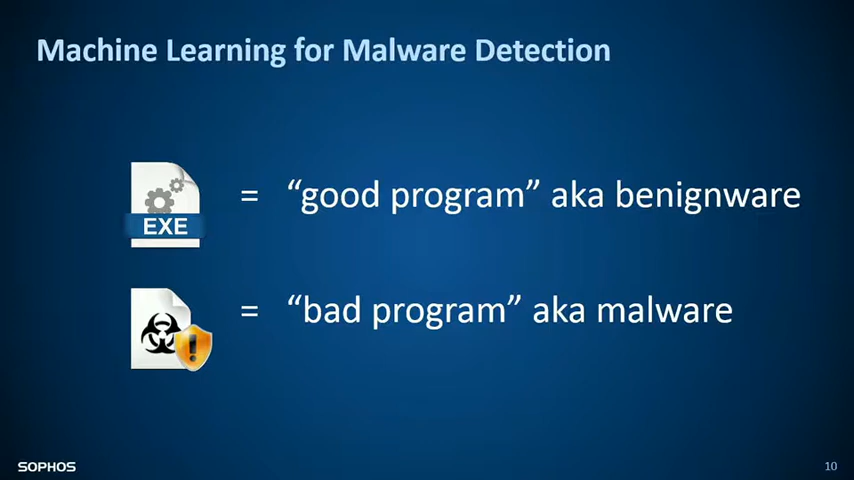 Machine Learning for Malware Detection
EXE
= “good program” aka benignware
= “bad program” aka malware
SOPHOS
10